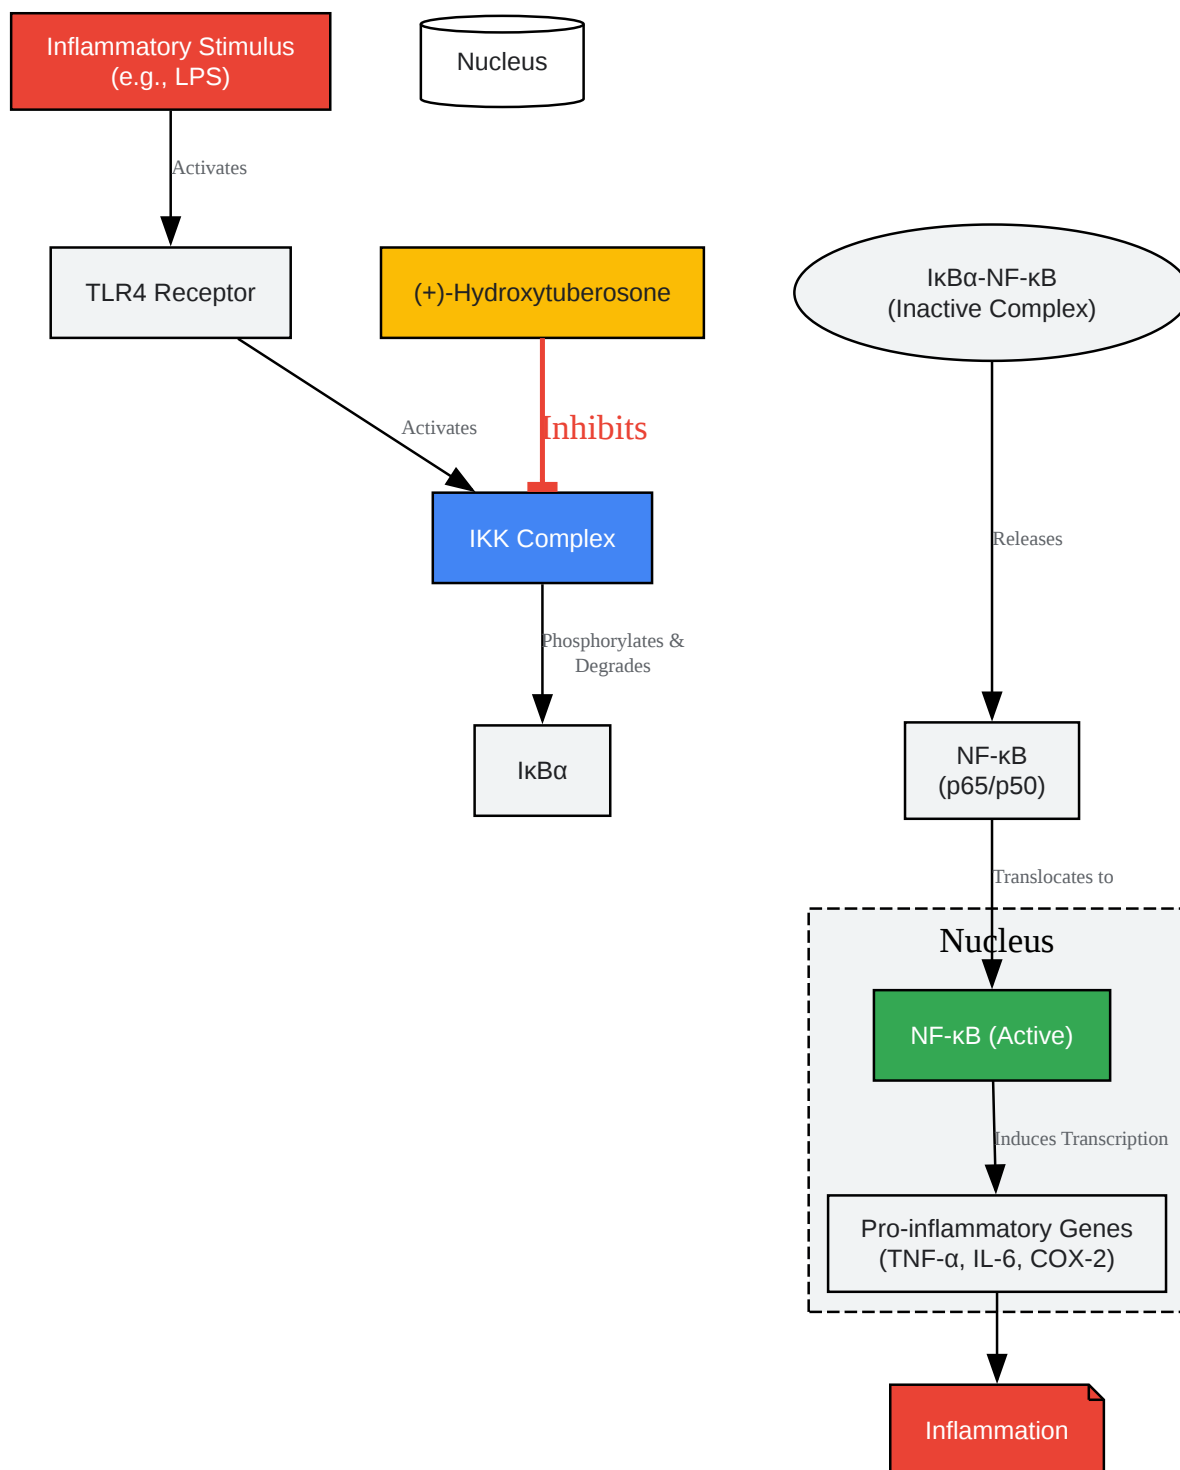 Inflammatory Stimulus
(e.g., LPS)
Nucleus
Activates
TLR4 Receptor
(+)-Hydroxytuberosone
IκBα-NF-κB
(Inactive Complex)
Activates
Inhibits
IKK Complex
Releases
Phosphorylates &
Degrades
IκBα
NF-κB
(p65/p50)
Translocates to
Nucleus
NF-κB (Active)
Induces Transcription
Pro-inflammatory Genes
(TNF-α, IL-6, COX-2)
Inflammation